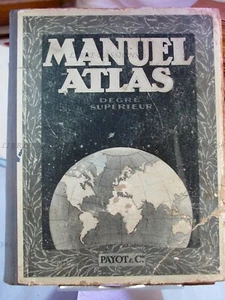 MANUEL
ATLAS
DEGRÉ
SUPÉRIEUR
PAYOT & Cie